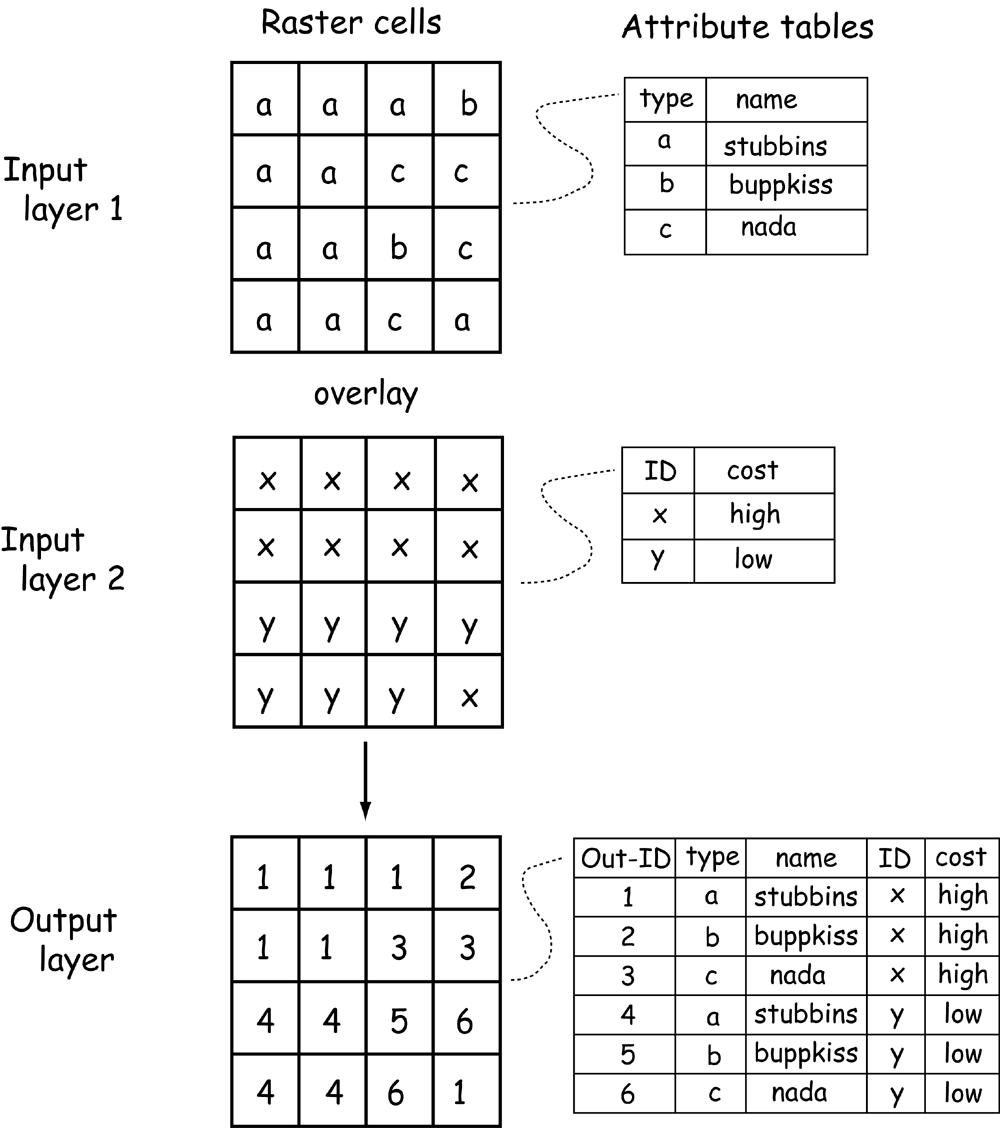 Raster cells
Attribute tables
Input
layer 1
a a a b
a a c c
a a b c
a a c a
type name
a stubbins
b buppkiss
c nada
overlay
Input
layer 2
x x x x
x x x x
y y y y
y y y x
ID cost
x high
y low
Output
layer
1 1 1 2
1 1 3 3
4 4 5 6
4 4 6 1
Out-ID type name ID cost
1 a stubbins x high
2 b buppkiss x high
3 c nada x high
4 a stubbins y low
5 b buppkiss y low
6 c nada y low